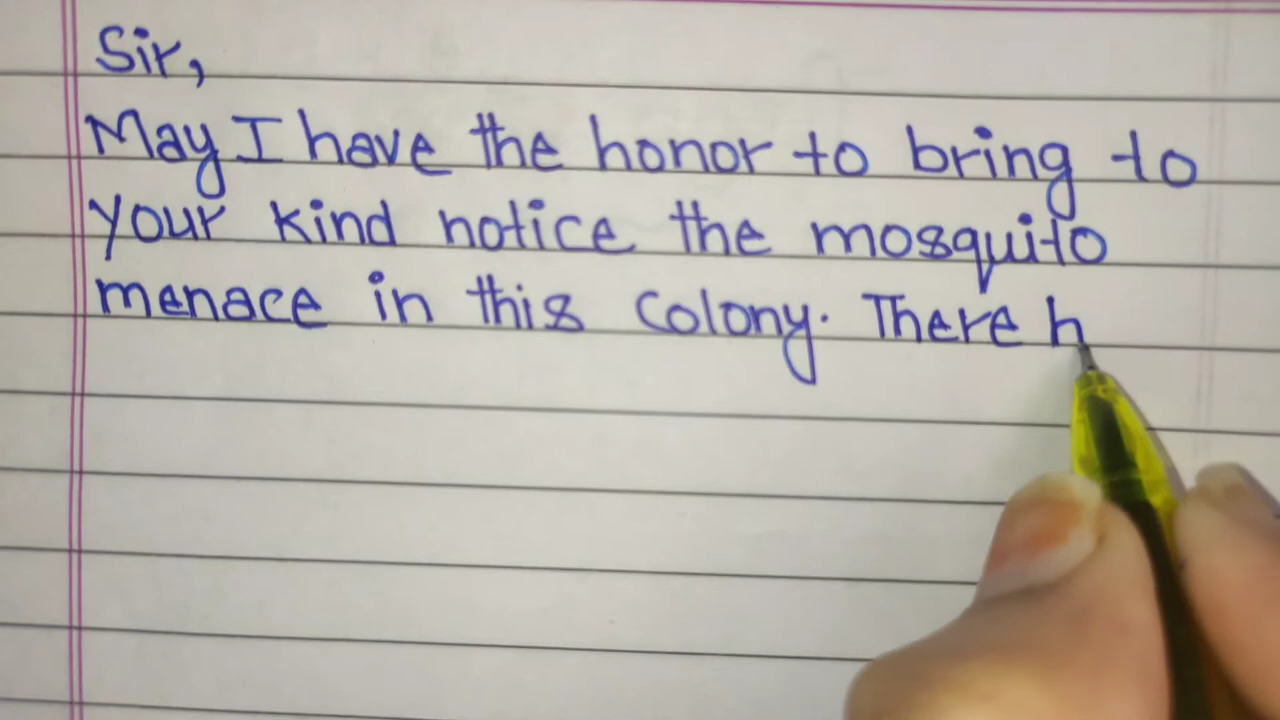 Sir,
May I have the honor to bring to
your kind notice the mosquito
menace in this colony. There h